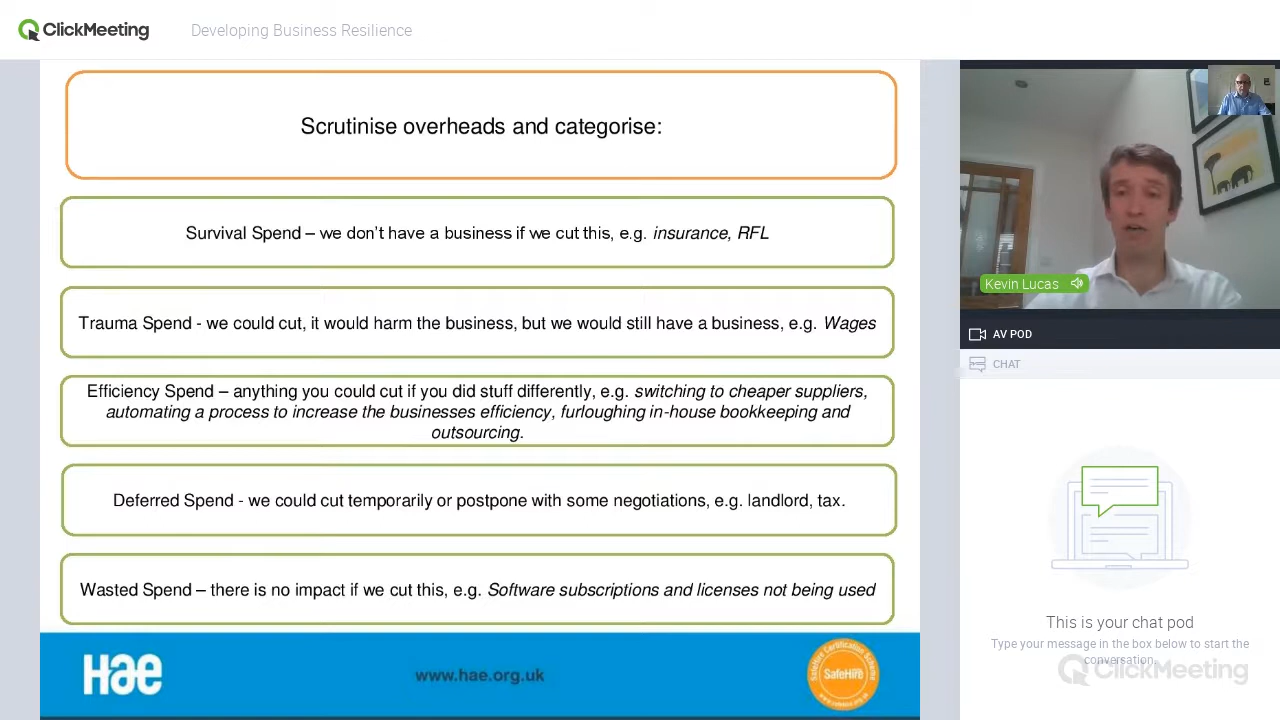 ClickMeeting
Developing Business Resilience
Scrutinise overheads and categorise:
Survival Spend – we don't have a business if we cut this, e.g. insurance, RFL
Trauma Spend - we could cut, it would harm the business, but we would still have a business, e.g. Wages
Efficiency Spend – anything you could cut if you did stuff differently, e.g. switching to cheaper suppliers,
automating a process to increase the businesses efficiency, furloughing in-house bookkeeping and
outsourcing.
Deferred Spend - we could cut temporarily or postpone with some negotiations, e.g. landlord, tax.
Wasted Spend – there is no impact if we cut this, e.g. Software subscriptions and licenses not being used
Hae
www.hae.org.uk
SafeHire
Kevin Lucas
AV POD
CHAT
This is your chat pod
Type your message in the box below to start the
conversation.
ClickMeeting